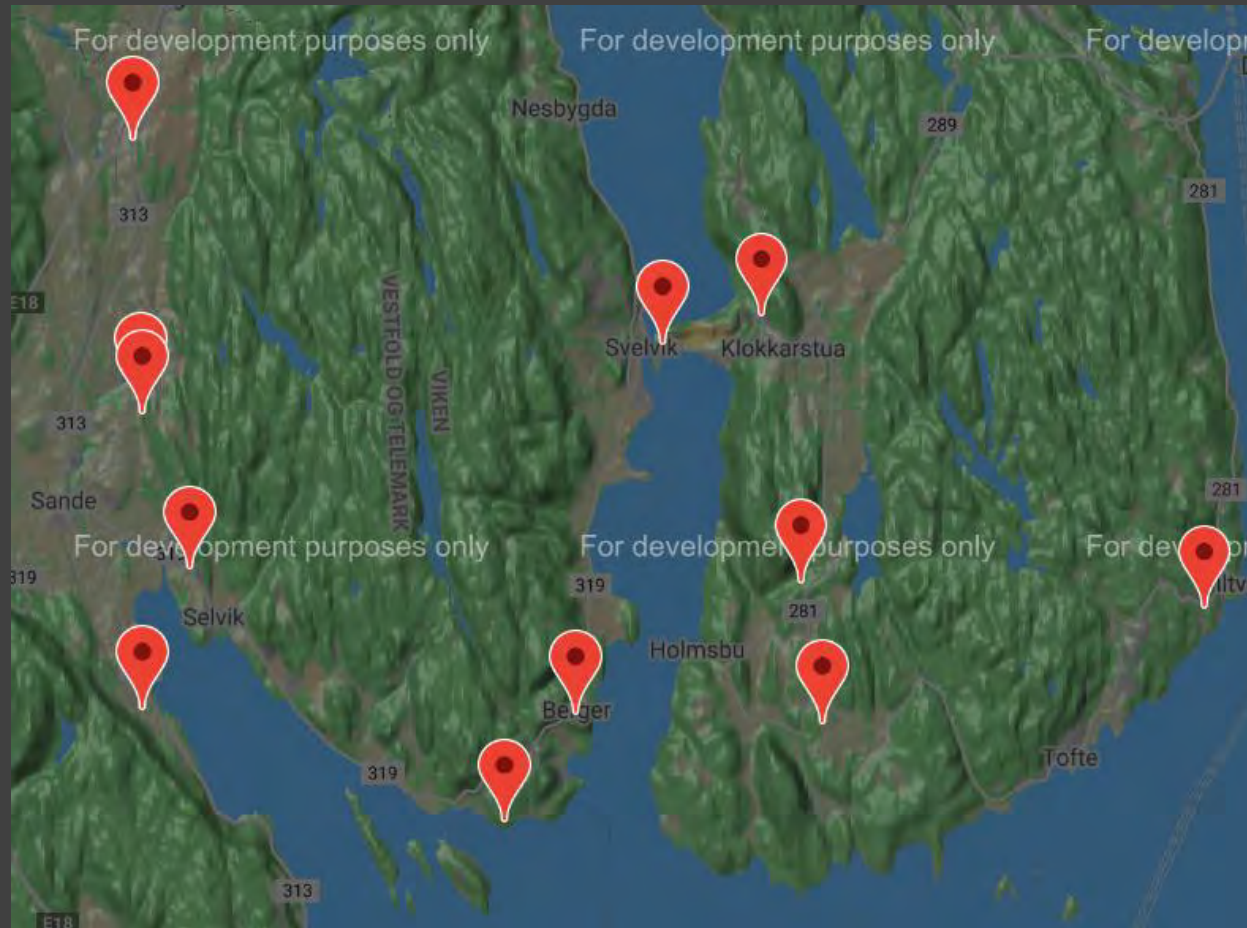 For development purposes only
For development purposes only
For develop
Nesbygda
289
281
313
E18
VESTFOLD OG TELEMARK
VIKEN
Svelvik
Klokkarstua
313
Sande
281
For development purposes only
For development purposes only
319
319
Selvik
281
Holmsbu
Berger
Tofte
319
313
E18